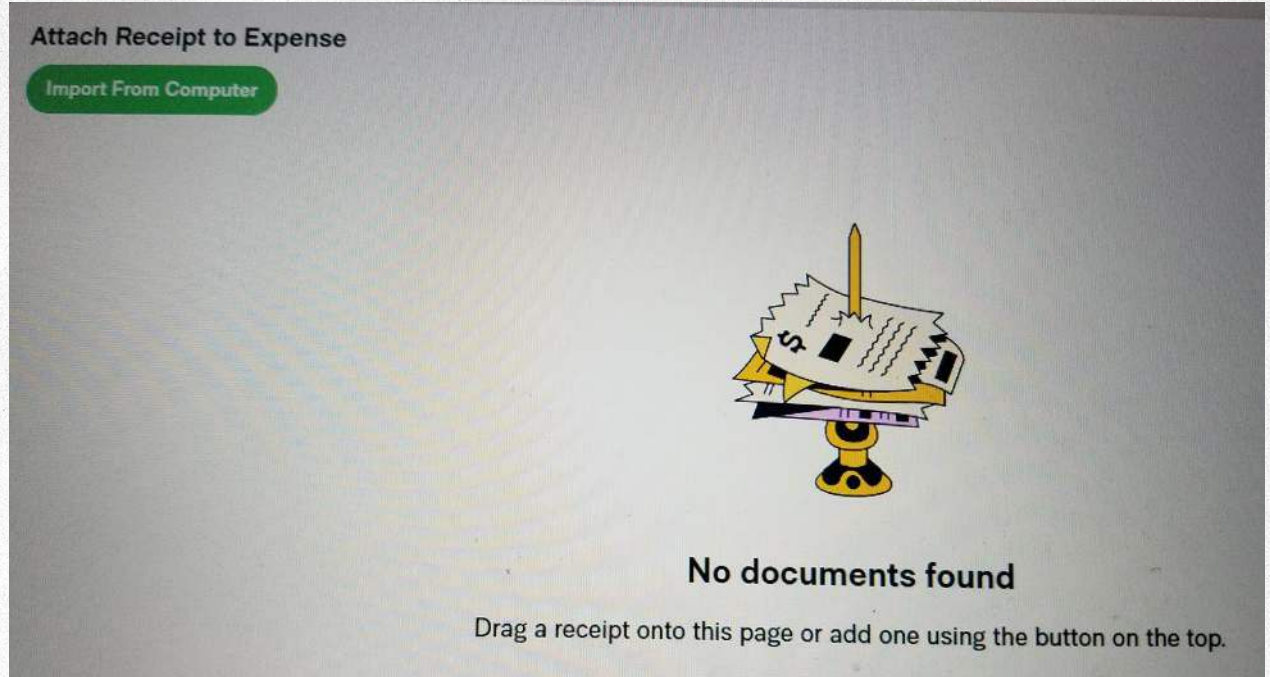 Attach Receipt to Expense
Import From Computer
$
No documents found
Drag a receipt onto this page or add one using the button on the top.